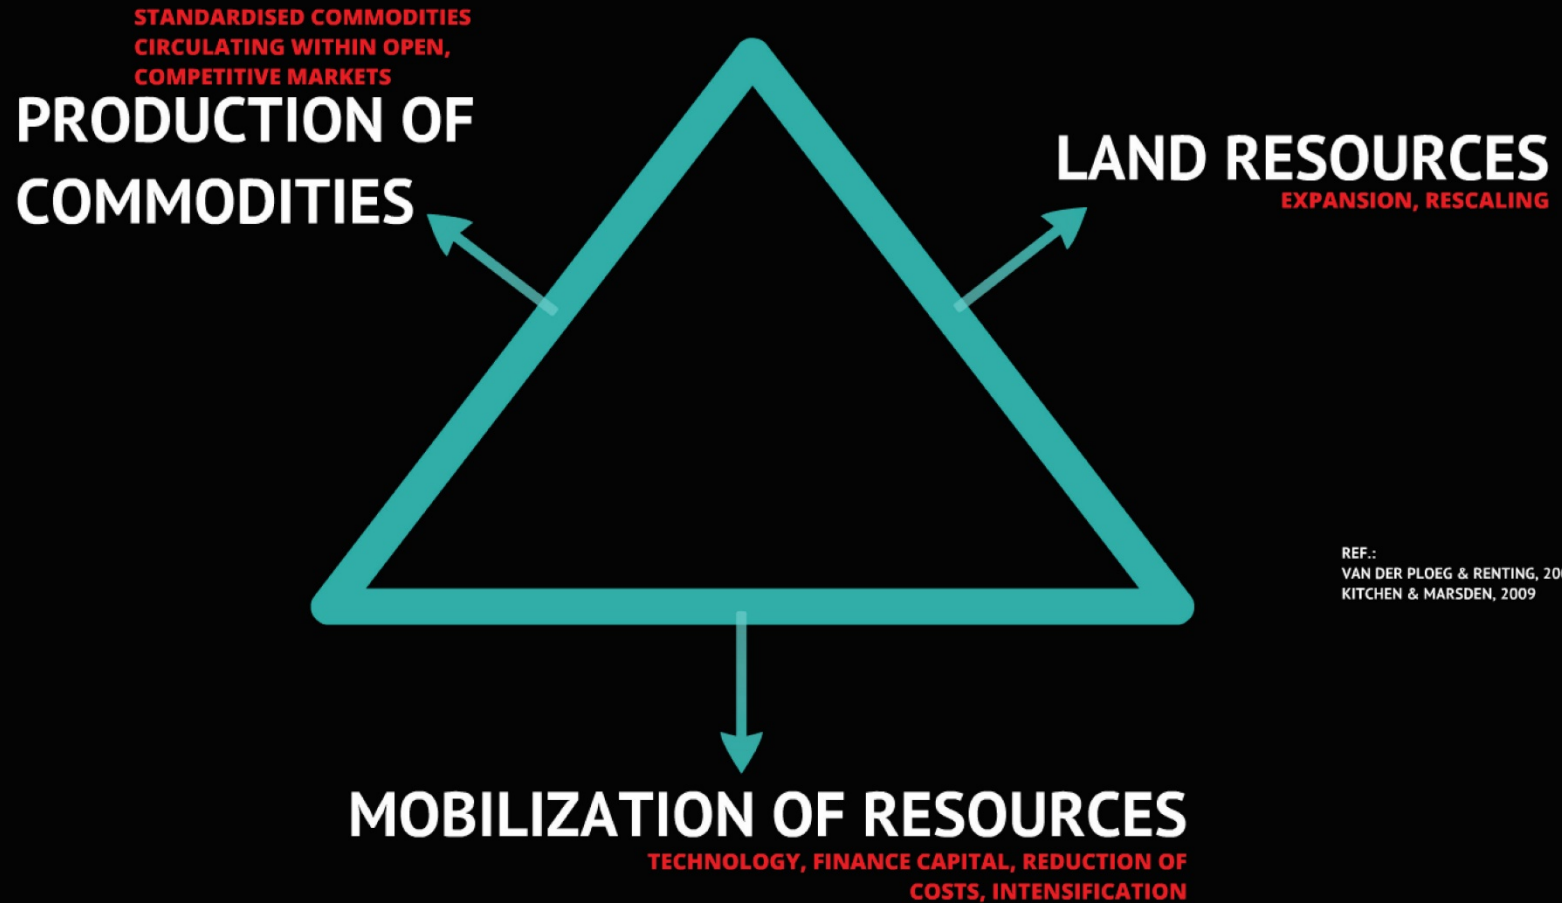 STANDARDISED COMMODITIES
CIRCULATING WITHIN OPEN,
COMPETITIVE MARKETS
PRODUCTION OF
COMMODITIES
LAND RESOURCES
EXPANSION, RESCALING
REF.:
VAN DER PLOEG & RENTING,
KITCHEN & MARSDEN, 2009
MOBILIZATION OF RESOURCES
TECHNOLOGY, FINANCE CAPITAL, REDUCTION OF
COSTS, INTENSIFICATION